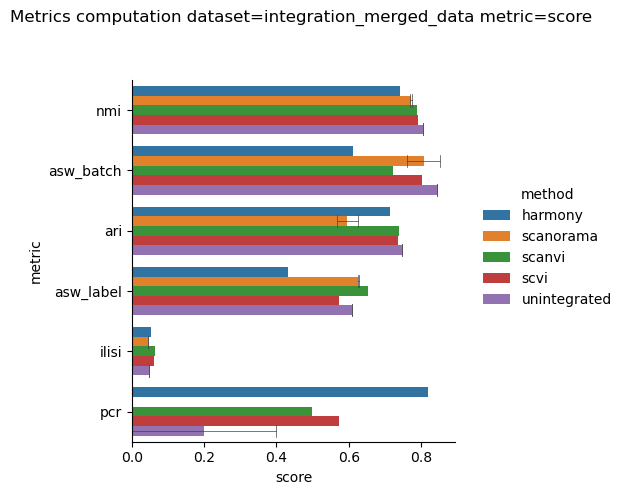 Metrics computation dataset=integration_merged_data metric=score
nmi
asw_batch
ari
asw_label
ilisi
pcr
metric
0.0 0.2 0.4 0.6 0.8
score
method
harmony
scanorama
scanvi
scvi
unintegrated